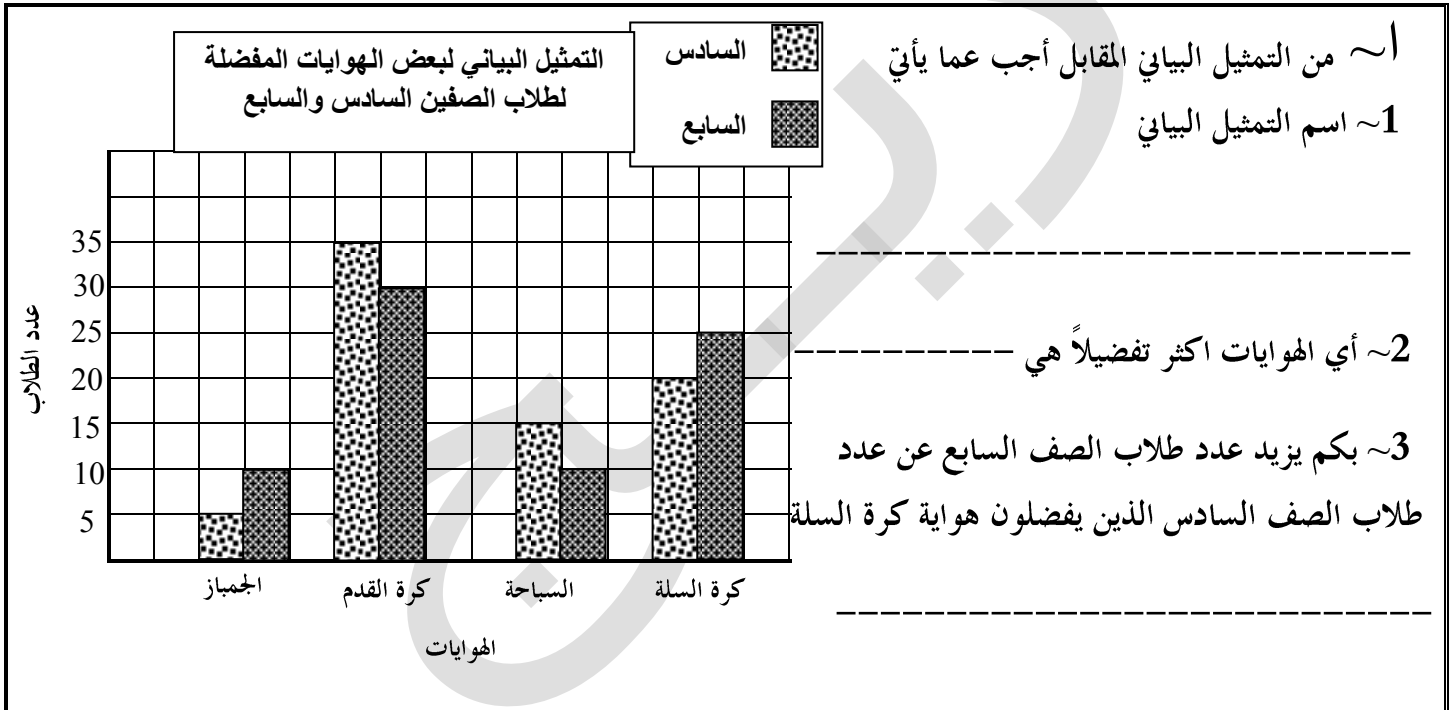 أ~ من التمثيل البياني المقابل أجب عما يأتي
1~ اسم التمثيل البياني
2~ أي الهوايات اكثر تفضيلاً هي ----------
3~ بكم يزيد عدد طلاب الصف السابع عن عدد
طلاب الصف السادس الذين يفضلون هواية كرة السلة
السادس
السابع
التمثيل البياني لبعض الهوايات المفضلة
لطلاب الصفين السادس والسابع
عدد الطلاب
35
30
25
20
15
10
5
الجمباز
كرة القدم
السباحة
كرة السلة
الهوايات